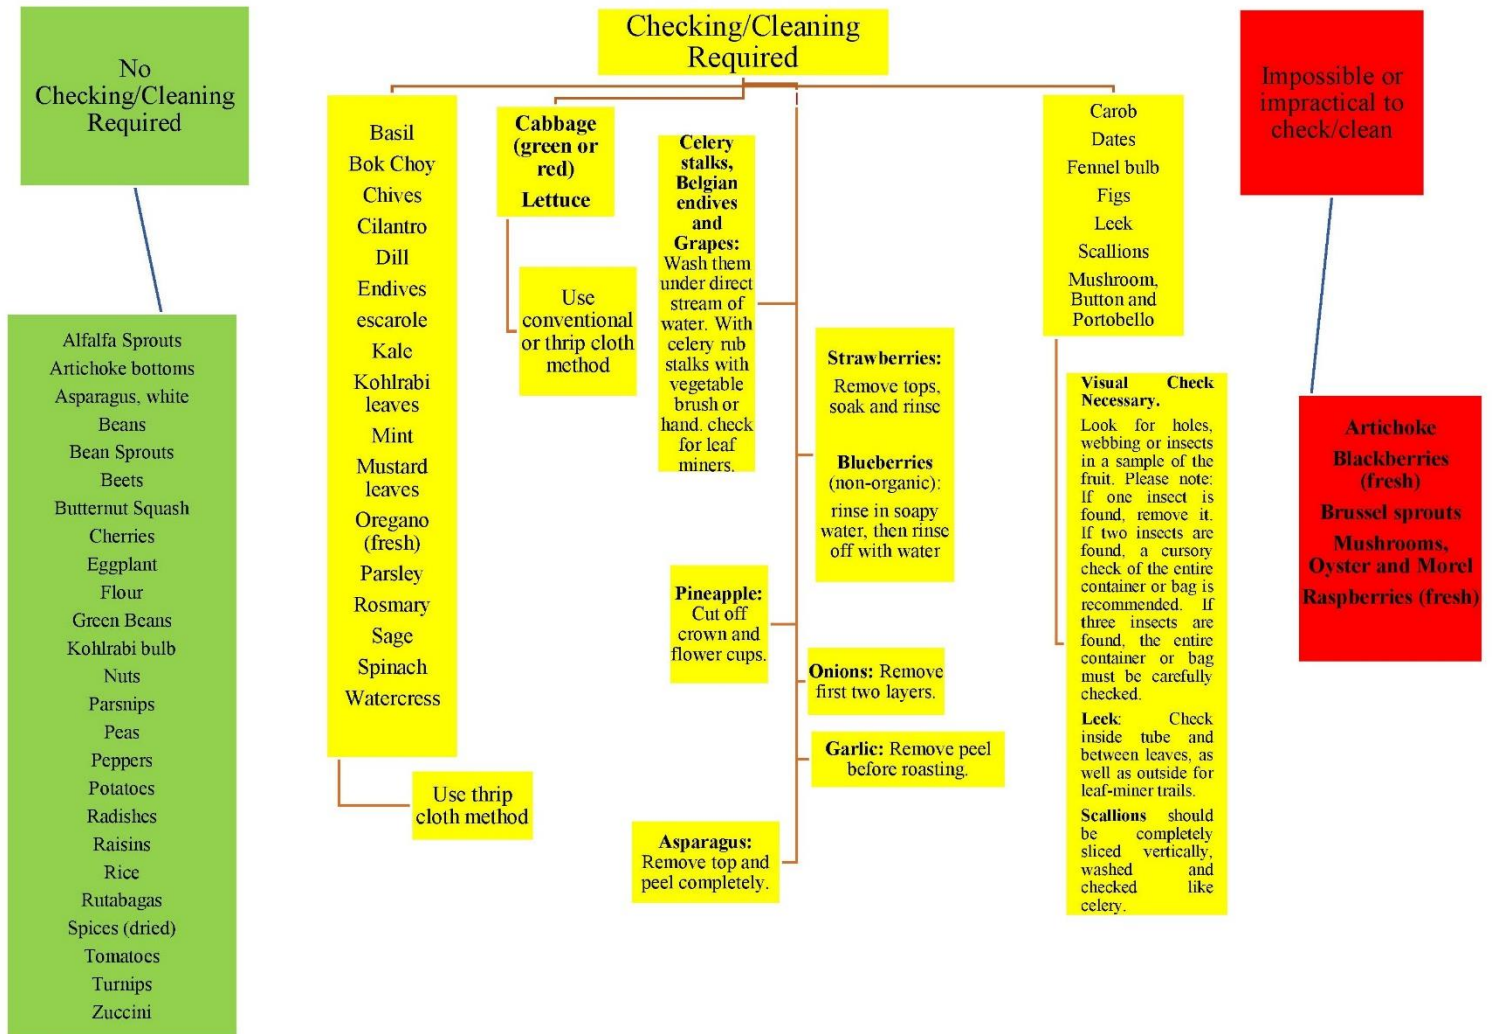 No
Checking/Cleaning
Required
Alfalfa Sprouts
Artichoke bottoms
Asparagus, white
Beans
Bean Sprouts
Beets
Butternut Squash
Cherries
Eggplant
Flour
Green Beans
Kohlrabi bulb
Nuts
Parsnips
Peas
Peppers
Potatoes
Radishes
Raisins
Rice
Rutabagas
Spices (dried)
Tomatoes
Turnips
Zuccini
Checking/Cleaning
Required
Basil
Bok Choy
Chives
Cilantro
Dill
Endives
escarole
Kale
Kohlrabi
leaves
Mint
Mustard
leaves
Oregano
(fresh)
Parsley
Rosmary
Sage
Spinach
Watercress
Use thrip
cloth method
Cabbage
(green or
red)
Lettuce
Use
conventional
or thrip cloth
method
Celery
stalks,
Belgian
endives
and
Grapes:
Wash them
under direct
stream of
water. With
celery rub
stalks with
vegetable
brush or
hand. check
for leaf
miners.
Strawberries:
Remove tops,
soak and rinse
Blueberries
(non-organic):
rinse in soapy
water, then rinse
off with water
Pineapple:
Cut off
crown and
flower cups.
Onions: Remove
first two layers.
Garlic: Remove peel
before roasting.
Asparagus:
Remove top and
peel completely.
Carob
Dates
Fennel bulb
Figs
Leek
Scallions
Mushroom,
Button and
Portobello
Visual Check
Necessary.
Look for holes,
webbing or insects
in a sample of the
fruit. Please note:
If one insect is
found, remove it.
If two insects are
found, a cursory
check of the entire
container or bag is
recommended. If
three insects are
found, the entire
container or bag
must be carefully
checked.
Leek: Check
inside tube and
between leaves, as
well as outside for
leaf-miner trails.
Scallions should
be completely
sliced vertically,
washed and
checked like
celery.
Impossible or
impractical to
check/clean
Artichoke
Blackberries
(fresh)
Brussel sprouts
Mushrooms,
Oyster and Morel
Raspberries (fresh)